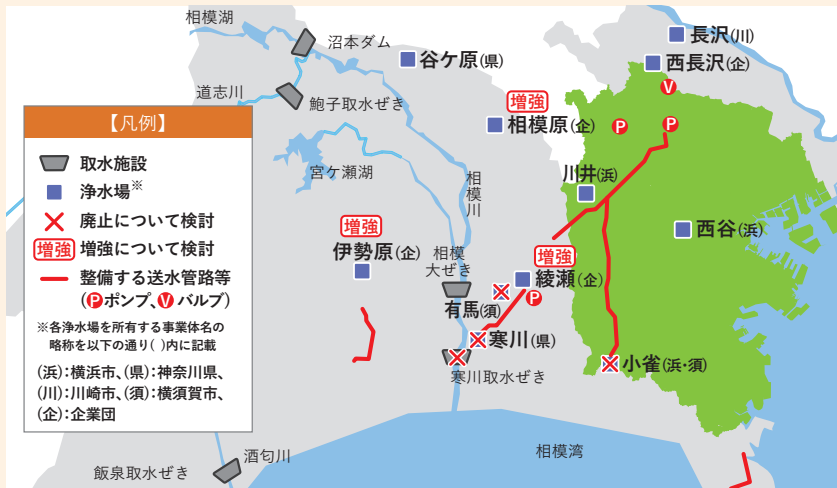 相模湖
沼本ダム
長沢(川)
谷ケ原(県)
西長沢(企)
道志川
鮑子取水ぜき
V
増強
相模原(企)
P
P
【凡例】
取水施設
浄水場※
廃止について検討
増強 増強について検討
整備する送水管路等
(Pポンプ、Vバルブ)
※各浄水場を所有する事業体名の
略称を以下の通り( )内に記載
(浜):横浜市、(県):神奈川県、
(川):川崎市、(須):横須賀市、
(企):企業団
宮ケ瀬湖
相模川
川井(浜)
増強
伊勢原(企)
西谷(浜)
相模
大ぜき
増強
綾瀬(企)
P
有馬(須)
寒川(県)
寒川取水ぜき
小雀(浜・須)
酒匂川
飯泉取水ぜき
相模湾